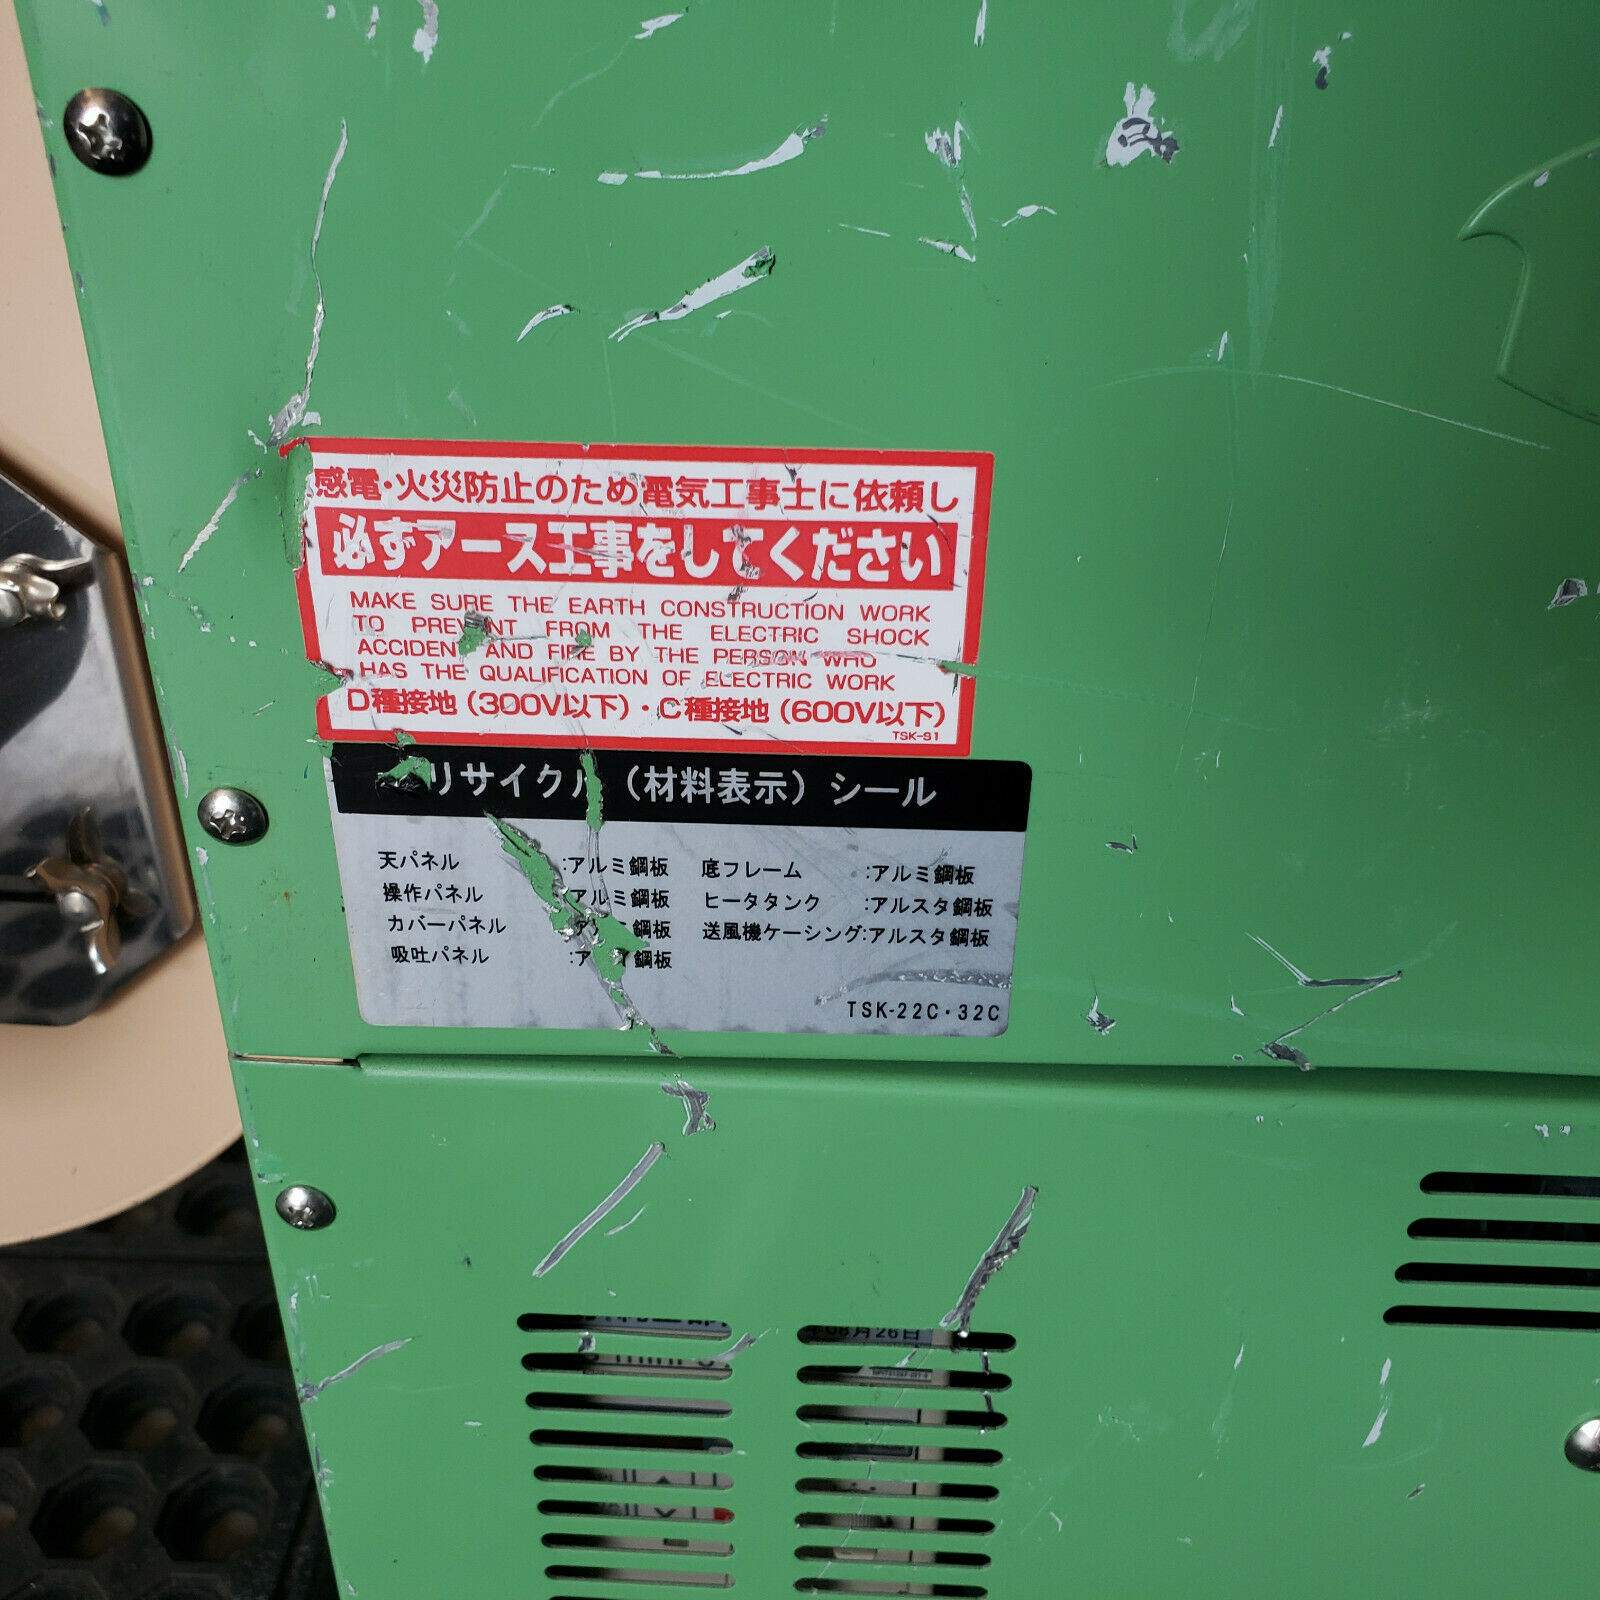 感電・火災防止のため電気工事士に依頼し
必ずアース工事をしてください
MAKE SURE THE EARTH CONSTRUCTION WORK
TO PREVENT FROM THE ELECTRIC SHOCK
ACCIDENT AND FIRE BY THE PERSON WHO
HAS THE QUALIFICATION OF ELECTRIC WORK
D種接地(300V以下)・C種接地(600V以下)
TSK-S1
リサイクル(材料表示)シール
天パネル :アルミ鋼板 底フレーム :アルミ鋼板
操作パネル アルミ鋼板 ヒータタンク :アルスタ鋼板
カバーパネル 鋼板 送風機ケーシング:アルスタ鋼板
吸吐パネル 鋼板
TSK-22C・32C
08月26日